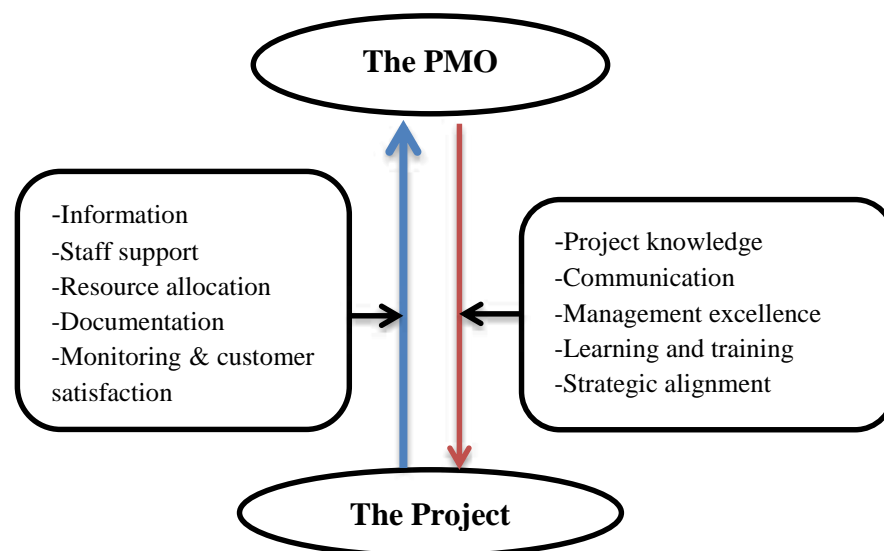 The PMO
-Information
-Staff support
-Resource allocation
-Documentation
-Monitoring & customer
satisfaction
-Project knowledge
-Communication
-Management excellence
-Learning and training
-Strategic alignment
The Project